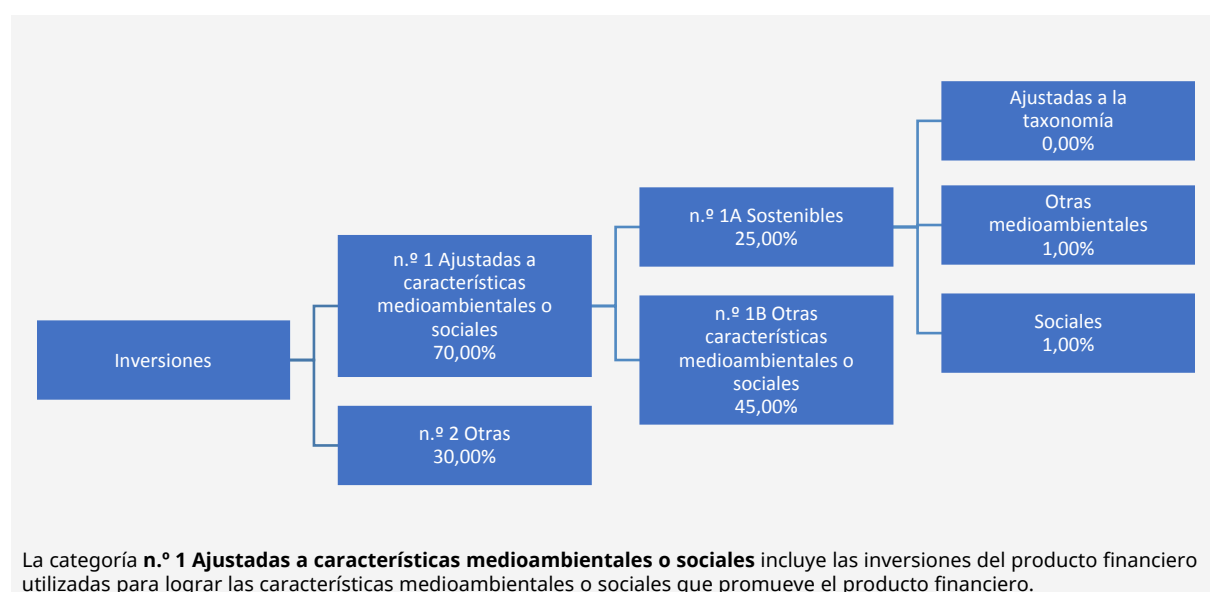 Inversiones
n.º 1 Ajustadas a
características
medioambientales o
sociales
70,00%
n.º 2 Otras
30,00%
n.º 1A Sostenibles
25,00%
n.º 1B Otras
características
medioambientales o
sociales
45,00%
Ajustadas a la
taxonomía
0,00%
Otras
medioambientales
1,00%
Sociales
1,00%
La categoría n.º 1 Ajustadas a características medioambientales o sociales incluye las inversiones del producto financiero
utilizadas para lograr las características medioambientales o sociales que promueve el producto financiero.